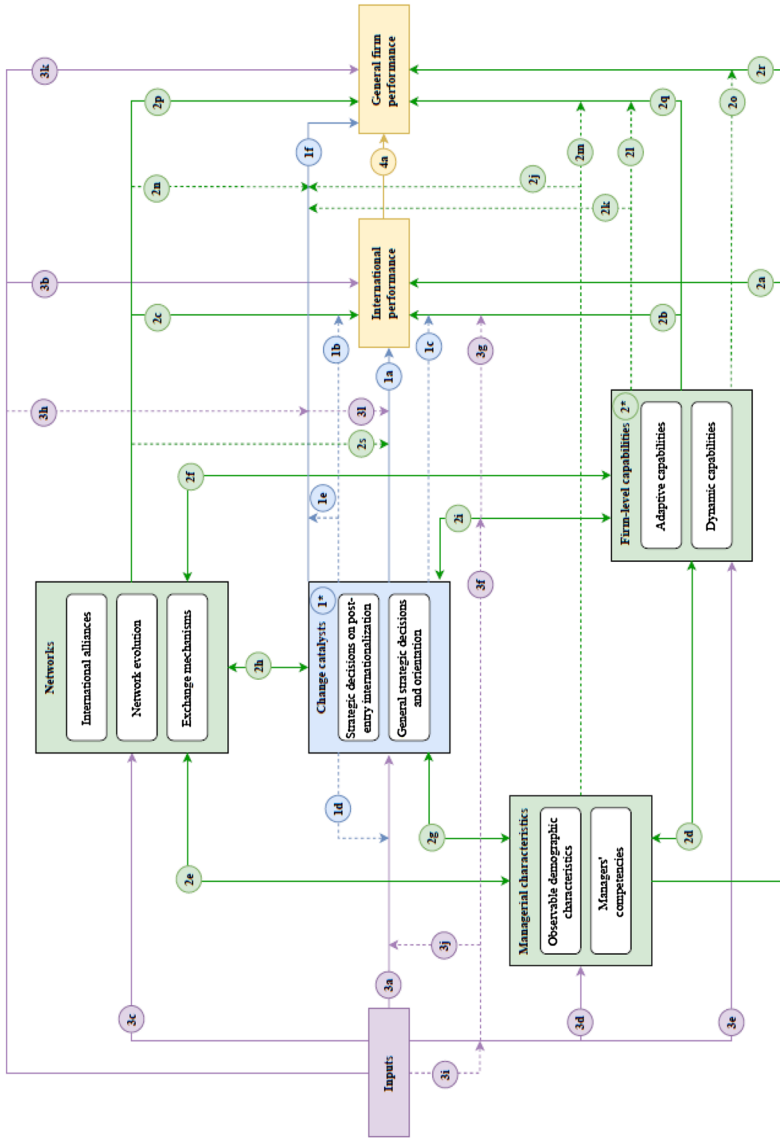 Inputs
3i
3a
3c
3d
3e
3j
3f
3g
3h
3l
3b
3k
Networks
International alliances
Network evolution
Exchange mechanisms
2e
2h
2f
2g
2i
2d
1d
Change catalysts
1*
Strategic decisions on post-
entry internationalization
General strategic decisions
and orientation
Managerial characteristics
Observable demographic
characteristics
Managers'
competencies
Firm-level capabilities
2*
Adaptive capabilities
Dynamic capabilities
1e
1b
1a
1c
1f
2s
2c
2n
2p
2b
2a
2k
2j
2m
2l
2q
2o
2r
International
performance
4a
General firm
performance